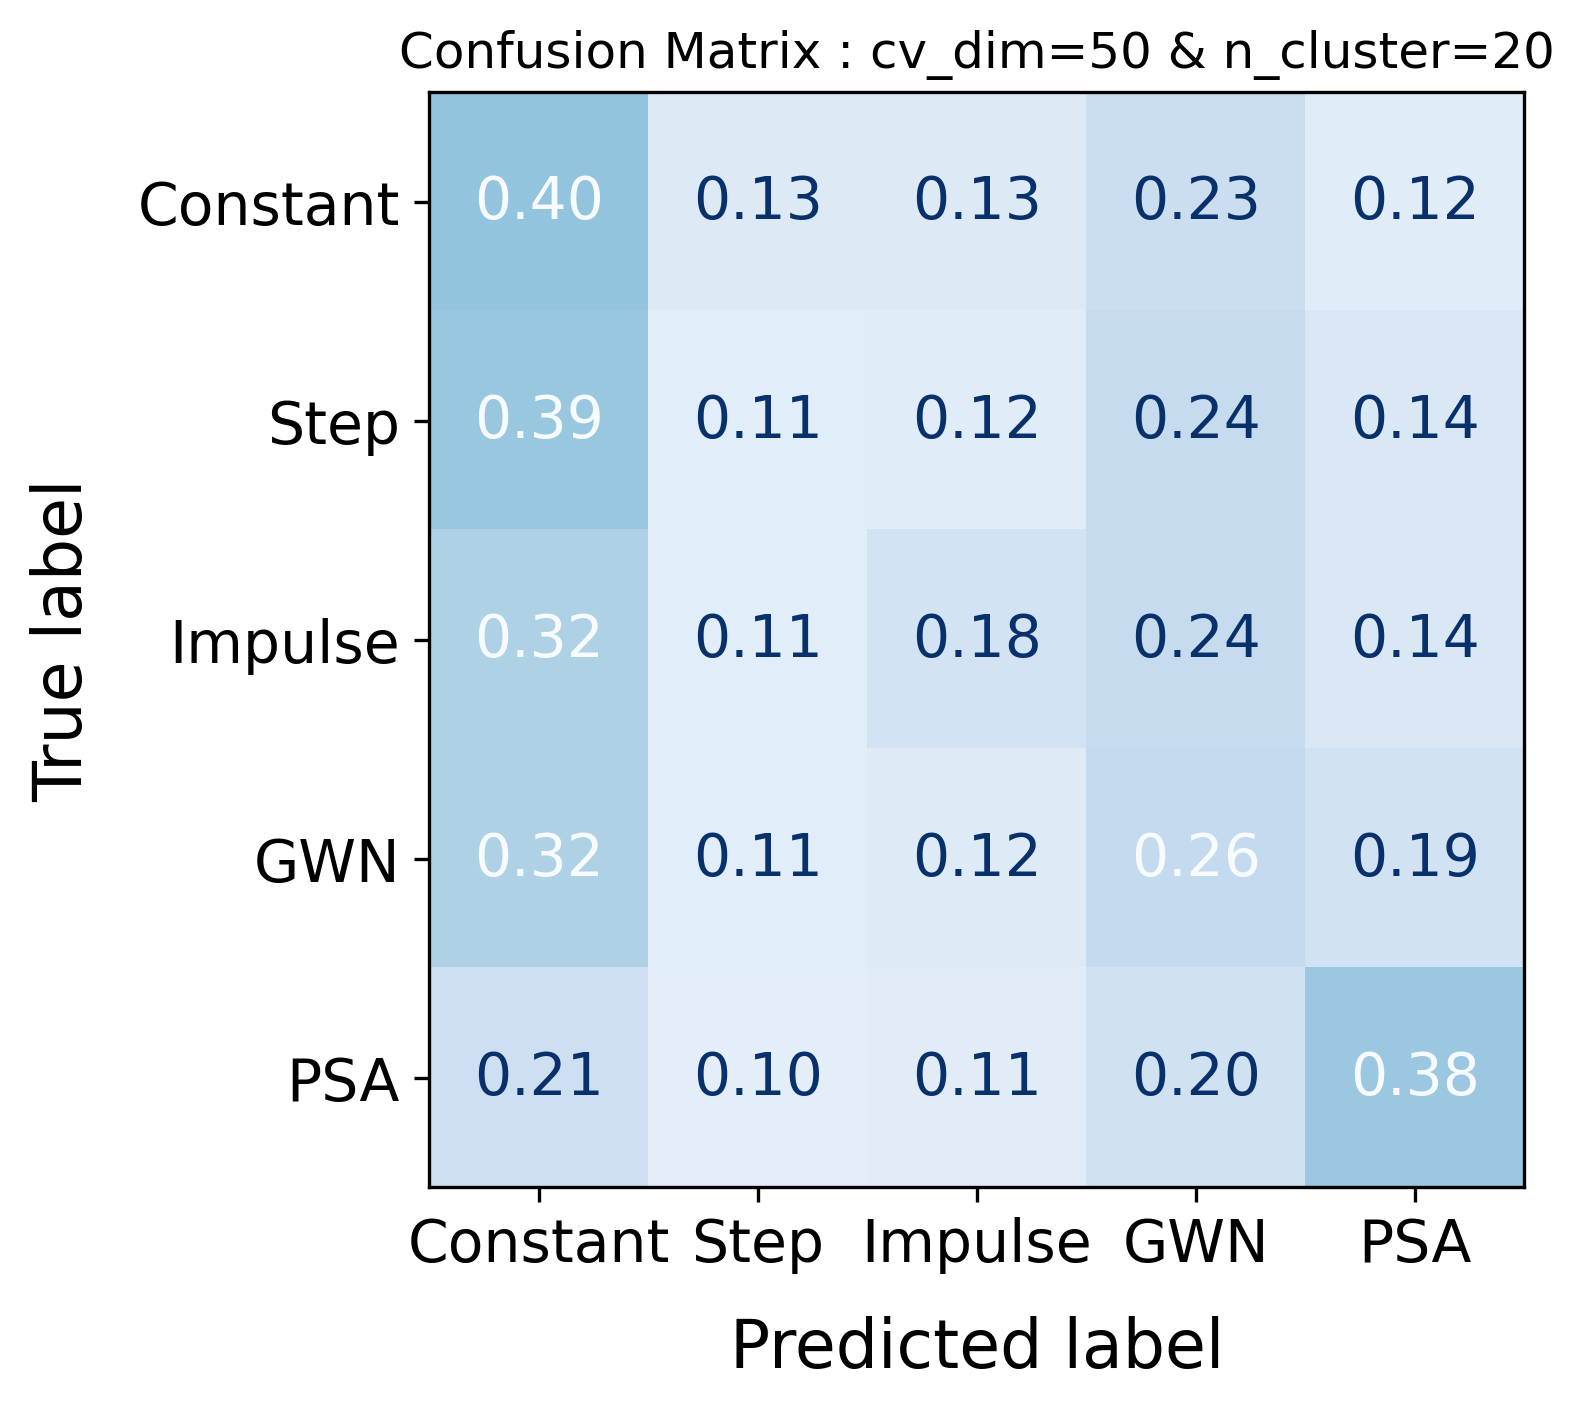 Confusion Matrix : cv_dim=50 & n_cluster=20
True label
Constant 0.40 0.13 0.13 0.23 0.12
Step 0.39 0.11 0.12 0.24 0.14
Impulse 0.32 0.11 0.18 0.24 0.14
GWN 0.32 0.11 0.12 0.26 0.19
PSA 0.21 0.10 0.11 0.20 0.38
Constant Step Impulse GWN PSA
Predicted label